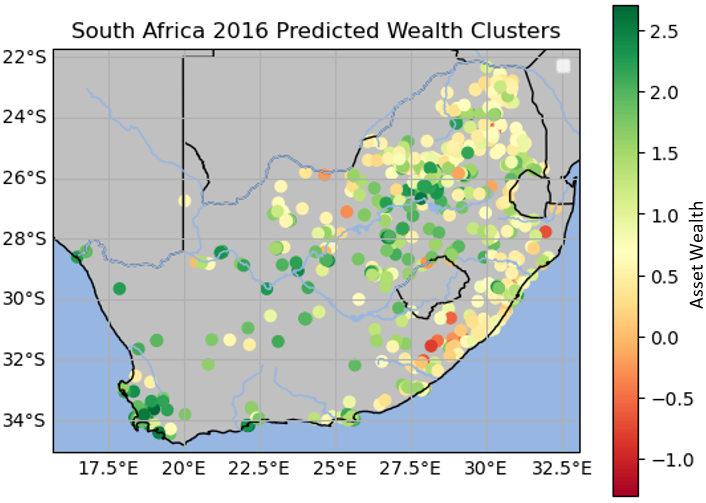 South Africa 2016 Predicted Wealth Clusters
22°S
24°S
26°S
28°S
30°S
32°S
34°S
17.5°E 20°E 22.5°E 25°E 27.5°E 30°E 32.5°E
2.5
2.0
1.5
1.0
0.5
0.0
−0.5
−1.0
Asset Wealth